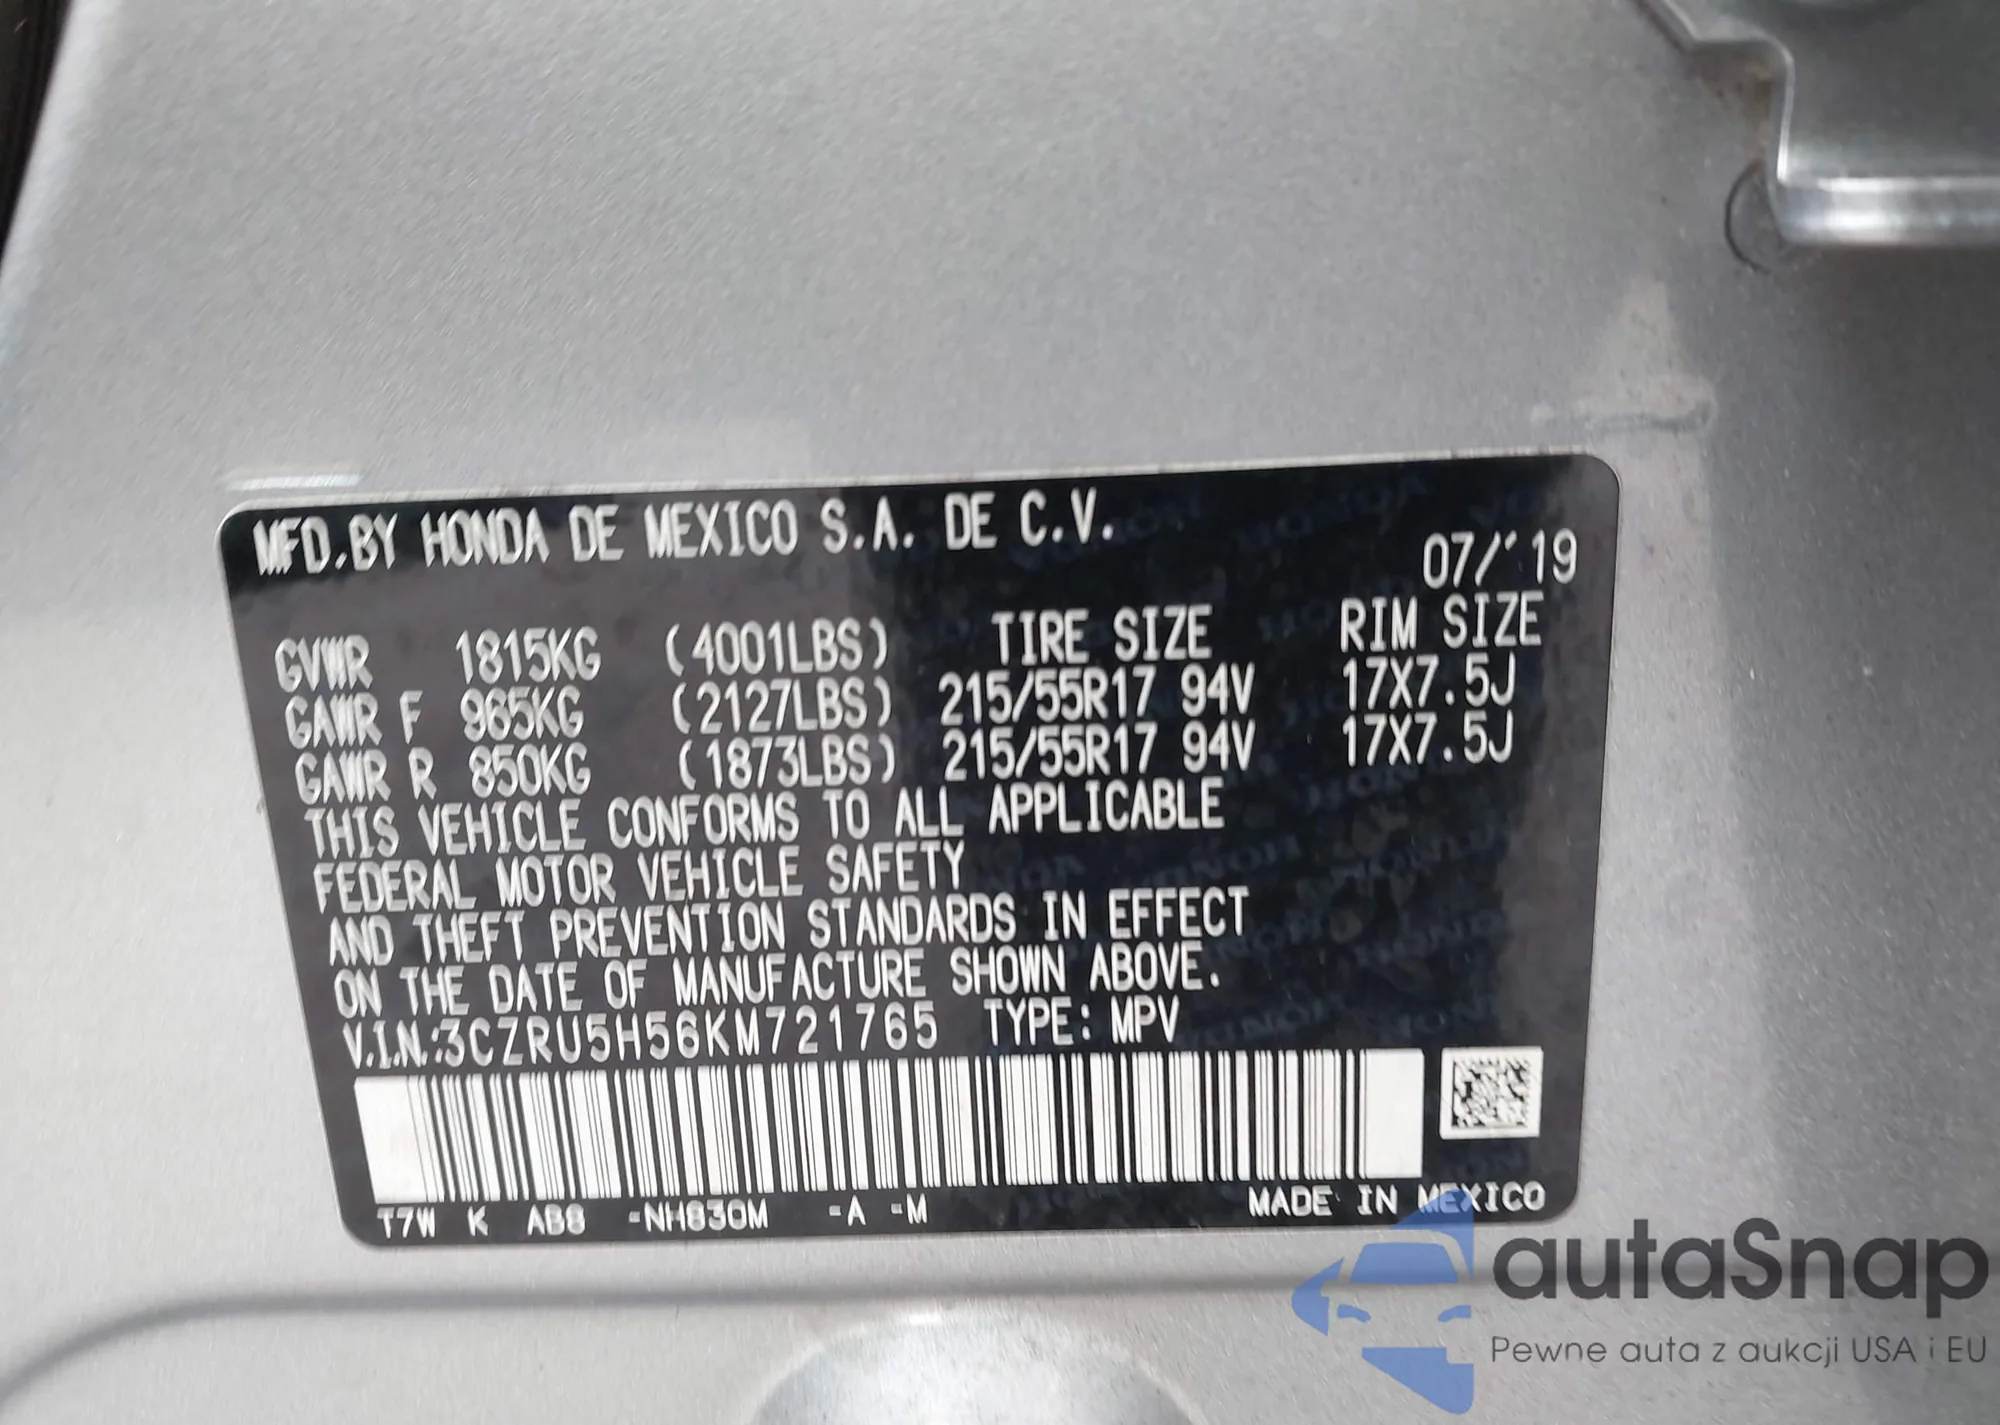 MFD.BY HONDA DE MEXICO S.A. DE C.V.
07/'19
GVWR 1815KG (4001LBS) TIRE SIZE RIM SIZE
GAWR F 965KG (2127LBS) 215/55R17 94V 17X7.5J
GAWR R 850KG (1873LBS) 215/55R17 94V 17X7.5J
THIS VEHICLE CONFORMS TO ALL APPLICABLE
FEDERAL MOTOR VEHICLE SAFETY
AND THEFT PREVENTION STANDARDS IN EFFECT
ON THE DATE OF MANUFACTURE SHOWN ABOVE.
V.I.N.:3CZRU5H56KM721765 TYPE: MPV
T7W K AB8 -NH830M -A -M MADE IN MEXICO
autaSnap
Pewne auta z aukcji USA i EU